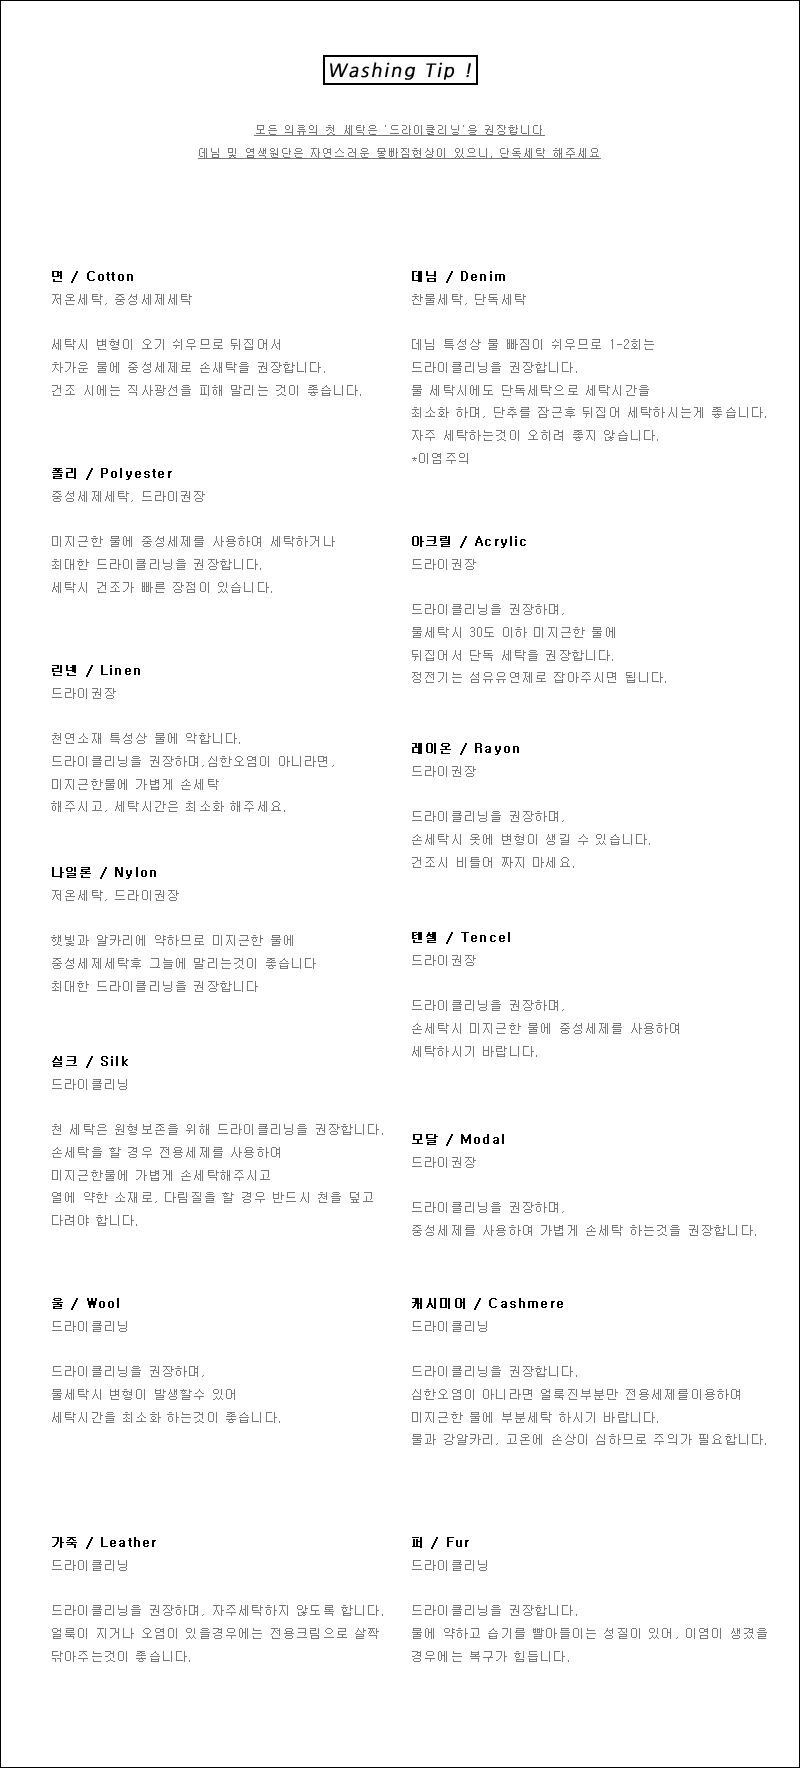 Washing Tip !
모든 의류의 첫 세탁은 '드라이클리닝'을 권장합니다
데님 및 염색원단은 자연스러운 물빠짐현상이 있으니, 단독세탁 해주세요
면 / Cotton
저온세탁, 중성세제세탁
세탁시 변형이 오기 쉬우므로 뒤집어서
차가운 물에 중성세제로 손새탁을 권장합니다.
건조 시에는 직사광선을 피해 말리는 것이 좋습니다.
폴리 / Polyester
중성세제세탁, 드라이권장
미지근한 물에 중성세제를 사용하여 세탁하거나
최대한 드라이클리닝을 권장합니다.
세탁시 건조가 빠른 장점이 있습니다.
린넨 / Linen
드라이권장
천연소재 특성상 물에 약합니다.
드라이클리닝을 권장하며,심한오염이 아니라면,
미지근한물에 가볍게 손세탁
해주시고, 세탁시간은 최소화 해주세요.
나일론 / Nylon
저온세탁, 드라이권장
햇빛과 알카리에 약하므로 미지근한 물에
중성세제세탁후 그늘에 말리는것이 좋습니다
최대한 드라이클리닝을 권장합니다
실크 / Silk
드라이클리닝
천 세탁은 원형보존을 위해 드라이클리닝을 권장합니다.
손세탁을 할 경우 전용세제를 사용하여
미지근한물에 가볍게 손세탁해주시고
열에 약한 소재로, 다림질을 할 경우 반드시 천을 덮고
다려야 합니다.
울 / Wool
드라이클리닝
드라이클리닝을 권장하며,
물세탁시 변형이 발생할수 있어
세탁시간을 최소화 하는것이 좋습니다.
가죽 / Leather
드라이클리닝
드라이클리닝을 권장하며, 자주세탁하지 않도록 합니다.
얼룩이 지거나 오염이 있을경우에는 전용크림으로 살짝
닦아주는것이 좋습니다.
데님 / Denim
찬물세탁, 단독세탁
데님 특성상 물 빠짐이 쉬우므로 1-2회는
드라이클리닝을 권장합니다.
물 세탁시에도 단독세탁으로 세탁시간을
최소화 하며, 단추를 잠근후 뒤집어 세탁하시는게 좋습니다.
자주 세탁하는것이 오히려 좋지 않습니다.
*이염주의
아크릴 / Acrylic
드라이권장
드라이클리닝을 권장하며,
물세탁시 30도 이하 미지근한 물에
뒤집어서 단독 세탁을 권장합니다.
정전기는 섬유유연제로 잡아주시면 됩니다.
레이온 / Rayon
드라이권장
드라이클리닝을 권장하며,
손세탁시 옷에 변형이 생길 수 있습니다.
건조시 비틀어 짜지 마세요.
텐셀 / Tencel
드라이권장
드라이클리닝을 권장하며,
손세탁시 미지근한 물에 중성세제를 사용하여
세탁하시기 바랍니다.
모달 / Modal
드라이권장
드라이클리닝을 권장하며,
중성세제를 사용하여 가볍게 손세탁 하는것을 권장합니다.
캐시미어 / Cashmere
드라이클리닝
드라이클리닝을 권장합니다.
심한오염이 아니라면 얼룩진부분만 전용세제를이용하여
미지근한 물에 부분세탁 하시기 바랍니다.
물과 강알카리, 고온에 손상이 심하므로 주의가 필요합니다.
퍼 / Fur
드라이클리닝
드라이클리닝을 권장합니다.
물에 약하고 습기를 빨아들이는 성질이 있어, 이염이 생겼을
경우에는 복구가 힘듭니다.